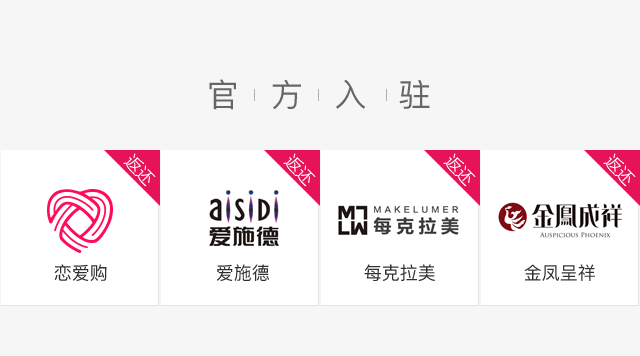 官方入驻
返还
返还
返还
返还
aisidi
爱施德
MAKELUMER
每克拉美
金鳳成祥
AUSPICIOUS PHOENIX
恋爱购
爱施德
每克拉美
金凤呈祥